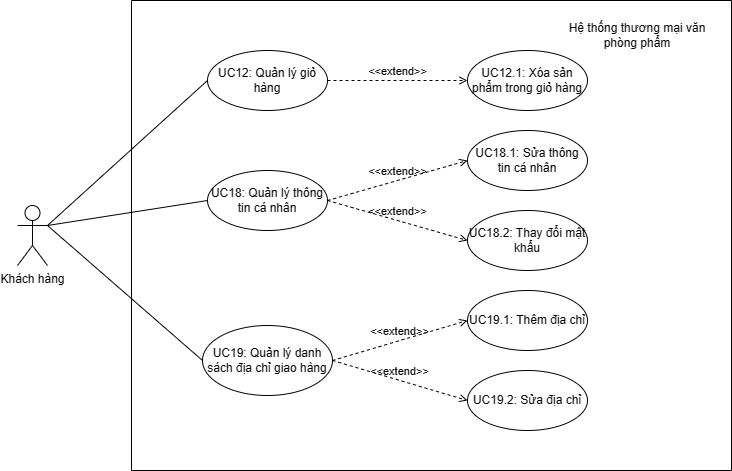 Hệ thống thương mại văn
phòng phẩm
UC12: Quản lý giỏ
hàng
<<extend>>
UC12.1: Xóa sản
phẩm trong giỏ hàng
UC18: Quản lý thông
tin cá nhân
<<extend>>
UC18.1: Sửa thông
tin cá nhân
<<extend>>
UC18.2: Thay đổi mật
khẩu
Khách hàng
UC19: Quản lý danh
sách địa chỉ giao hàng
<<extend>>
UC19.1: Thêm địa chỉ
<<extend>>
UC19.2: Sửa địa chỉ